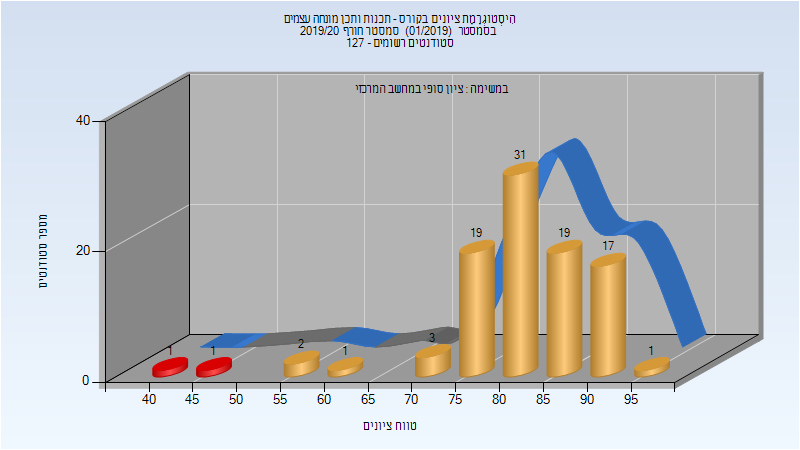 היסטוגרמת ציונים בקורס - תכנות ותכן מונחה עצמים
בסמסטר (01/2019) סמסטר חורף 2019/20
סטודנטים רשומים - 127
במשימה : ציון סופי במחשב המרכזי
מספר סטודנטים
40
20
0
1
1
2
1
3
19
31
19
17
1
40 45 50 55 60 65 70 75 80 85 90 95
טווח ציונים